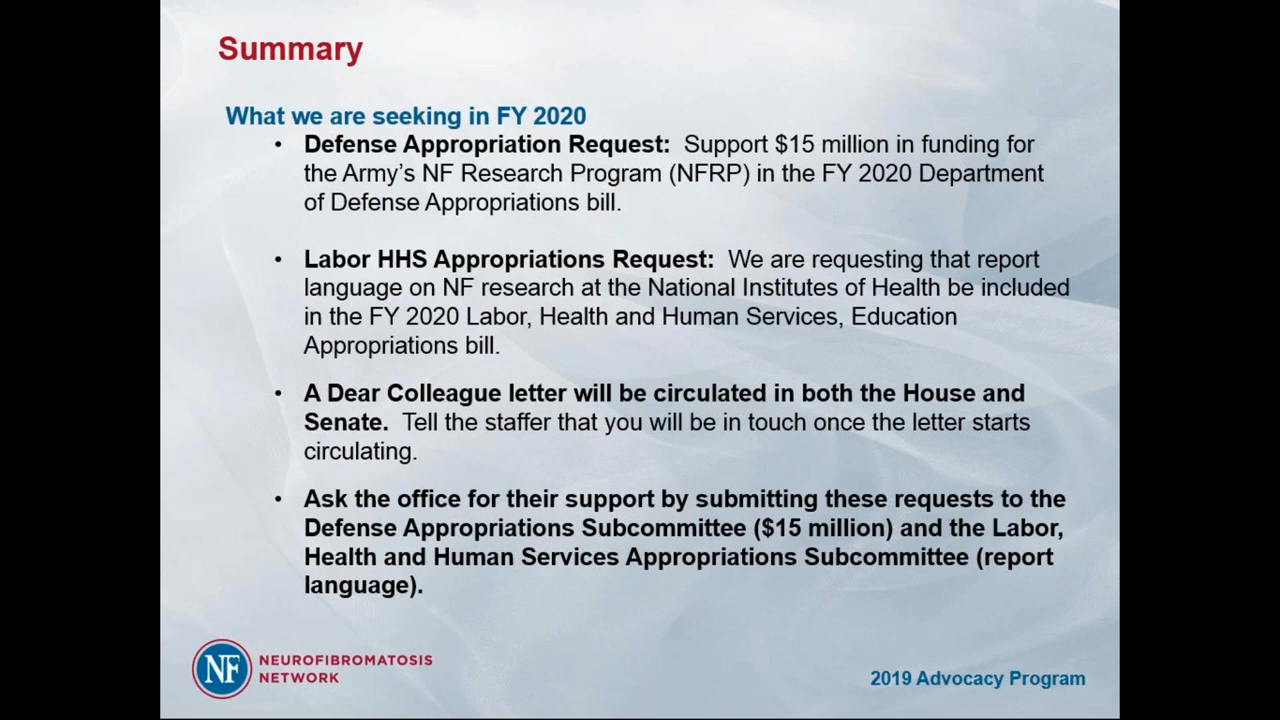 Summary
What we are seeking in FY 2020
• Defense Appropriation Request: Support $15 million in funding for
the Army's NF Research Program (NFRP) in the FY 2020 Department
of Defense Appropriations bill.
• Labor HHS Appropriations Request: We are requesting that report
language on NF research at the National Institutes of Health be included
in the FY 2020 Labor, Health and Human Services, Education
Appropriations bill.
• A Dear Colleague letter will be circulated in both the House and
Senate. Tell the staffer that you will be in touch once the letter starts
circulating.
• Ask the office for their support by submitting these requests to the
Defense Appropriations Subcommittee ($15 million) and the Labor,
Health and Human Services Appropriations Subcommittee (report
language).
NF
NEUROFIBROMATOSIS
NETWORK
2019 Advocacy Program